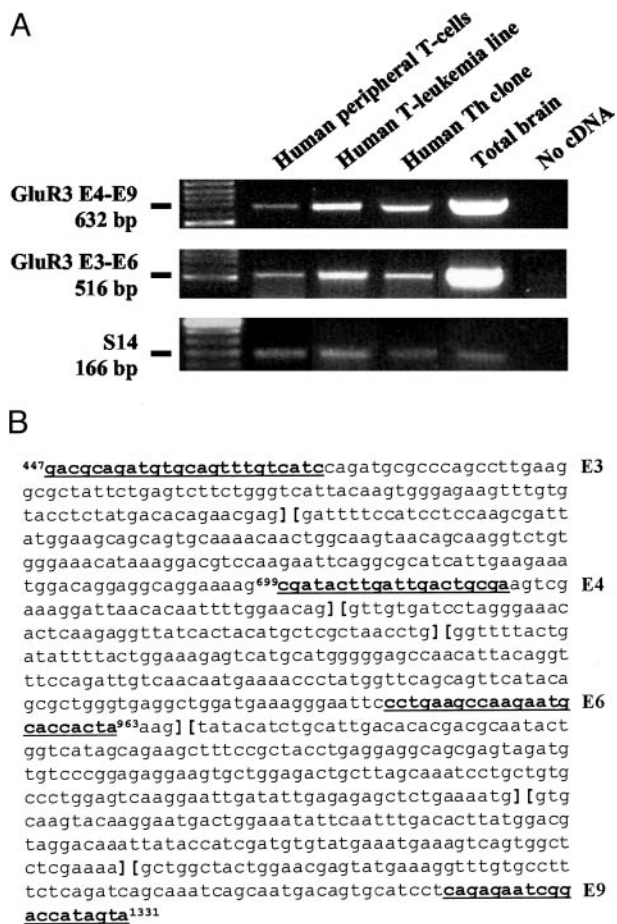 A
Human peripheral T-cells
Human T-leukemia line
Human Th clone
Total brain
No cDNA
GluR3 E4-E9
632 bp
GluR3 E3-E6
516 bp
S14
166 bp
B
447gacgcagatgtgcagtttgtcatccagatgcgcccagccttgaag E3
gcgctattctgagtcttctgggtcattacaagtgggagaagtttgtg
tacctctatgacacagaacgag][gattttccatcctccaagcgatt
atggaagcagcagtgcaaaacaactggcaagtaacagcaaggtctgt
gggaaacataaaggacgtccaagaattcaggcgcatcattgaagaaa
tggacaggaggcaggaaaag699cgatacttgattgactgcgaagtcg E4
aaaggattaacacaattttggaacag][gttgtgatcctagggaaac
actcaagaggttatcactacatgctcgctaacctg][ggttttactg
atattttactggaaagagtcatgcatgggggagccaacattacaggt
ttccagattgtcaacaatgaaaaccctatggttcagcagttcataca
gcgctgggtgaggctggatgaaagggaattccctgaagccaagaatg E6
caccacta963aag][tatacatctgcattgacacacgacgcaatact
ggtcatagcagaagctttccgctacctgaggaggcagcgagtagatg
tgtcccggagaggaagtgctggagactgcttagcaaatcctgctgtg
ccctggagtcaaggaattgatattgagagagctctgaaaatg][gtg
caagtacaaggaatgactggaaatattcaatttgacacttatggacg
taggacaaattataccatcgatgtgtatgaaatgaaagtcagtggct
ctcgaaaa][gctggctactggaacgagtatgaaaggtttgtgcctt
tctcagatcagcaaatcagcaatgacagtgcatcctcagagaatcgg E9
accatagta1331